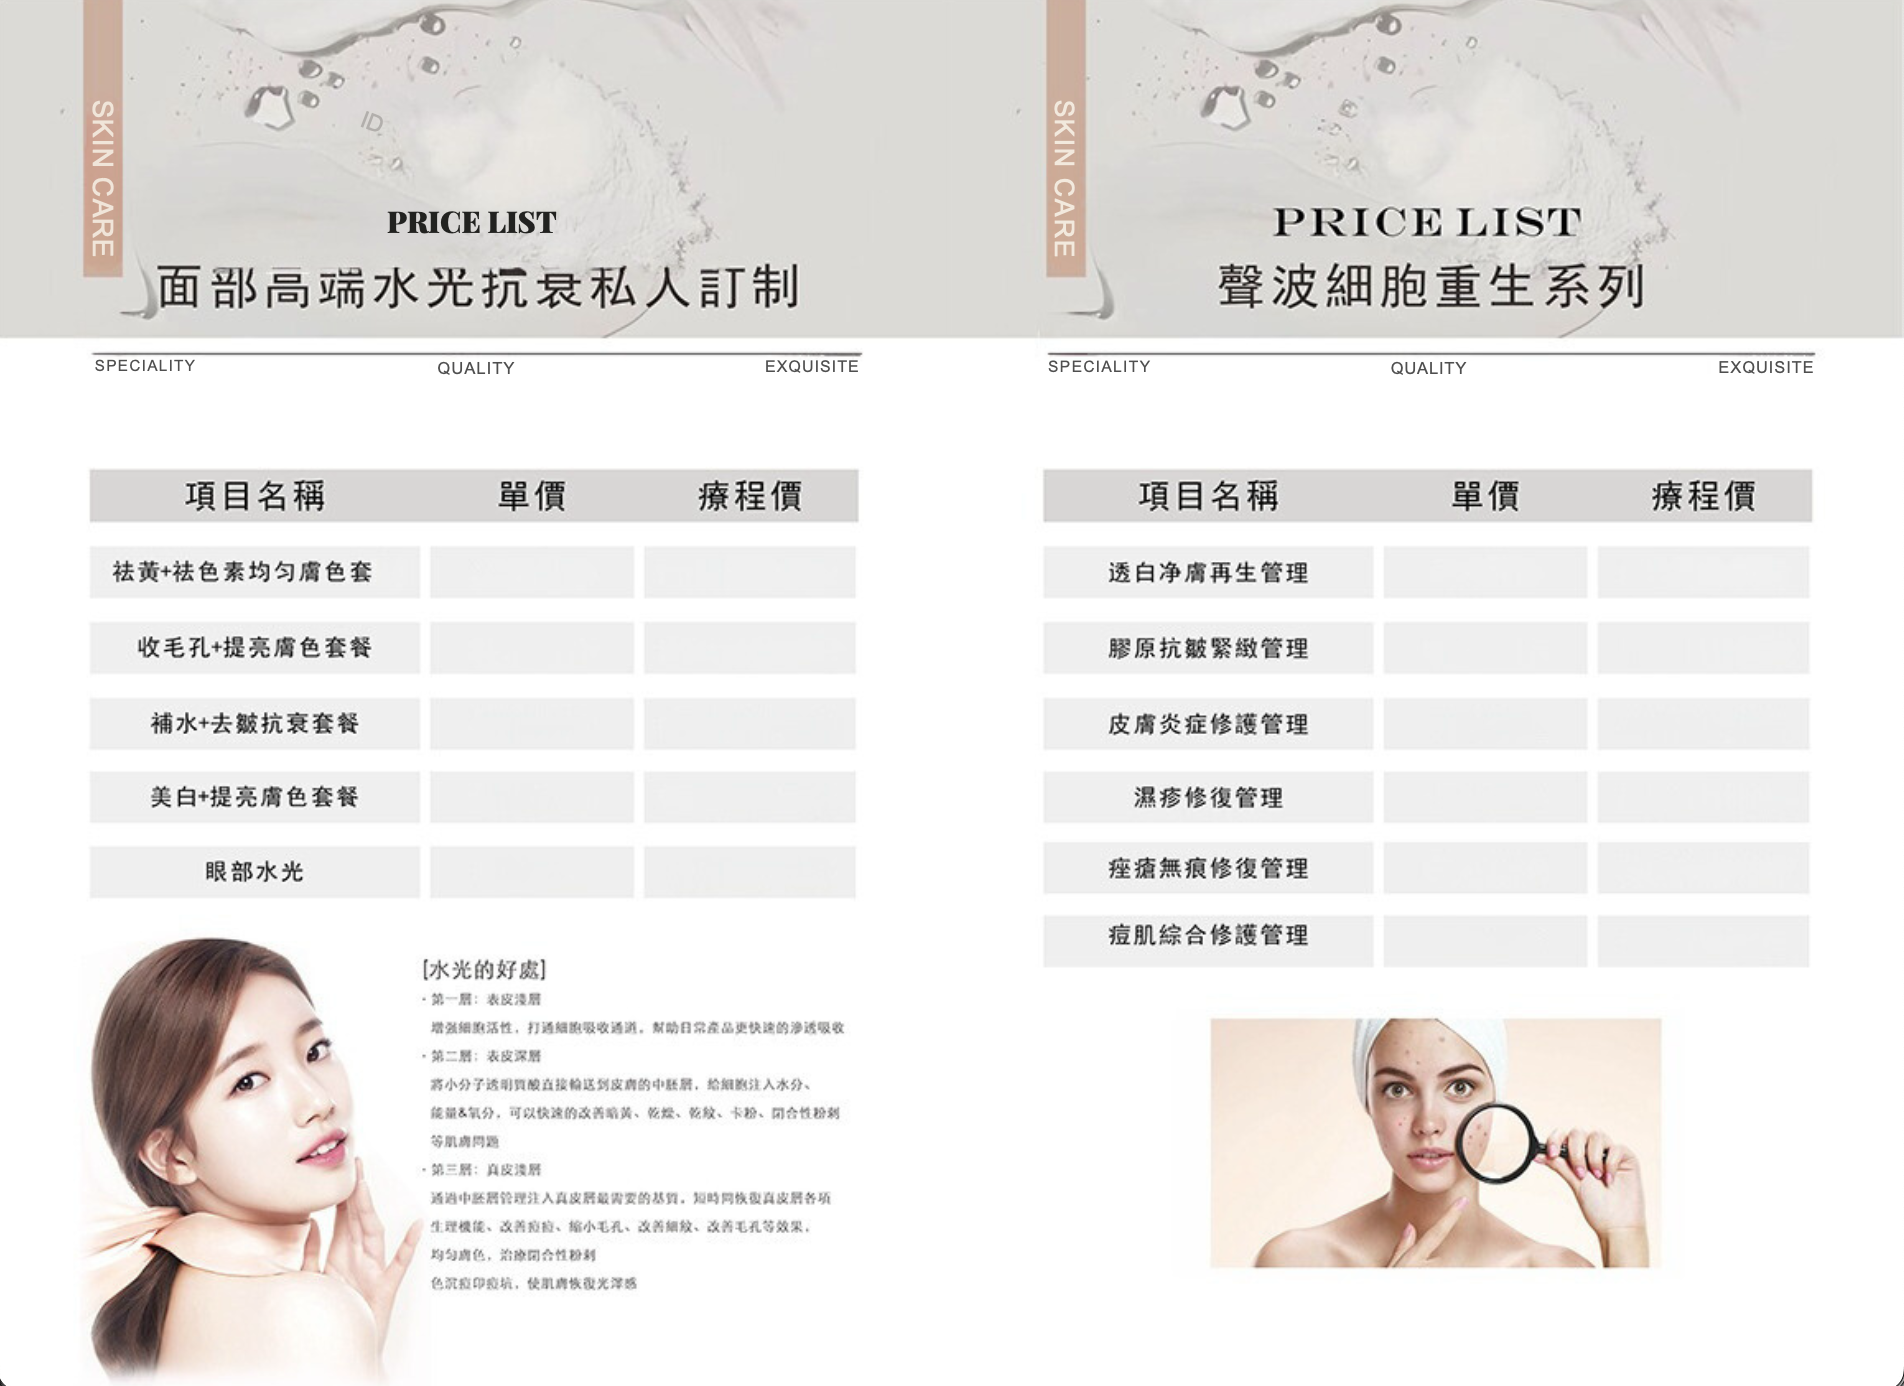 SKIN CARE
ID
PRICE LIST
面部高端水光抗衰私人訂制
SPECIALITY QUALITY EXQUISITE
項目名稱 單價 療程價
祛黃+祛色素均勻膚色套
收毛孔+提亮膚色套餐
補水+去皺抗衰套餐
美白+提亮膚色套餐
眼部水光
[水光的好處]
· 第一層：表皮淺層
增強細胞活性，打通細胞吸收通道，幫助日常產品更快速的滲透吸收
· 第二層：表皮深層
將小分子透明質酸直接輸送到皮膚的中胚層，給細胞注入水分、
能量&氧分，可以快速的改善暗黃、乾燥、乾紋、卡粉、閉合性粉刺
等肌膚問題
· 第三層：真皮淺層
通過中胚層管理注入真皮層最需要的基質，短時間恢復真皮層各項
生理機能、改善痘痘、縮小毛孔、改善細紋、改善毛孔等效果，
均勻膚色，治療閉合性粉刺
色沉痘印痘坑，使肌膚恢復光澤感
SKIN CARE
PRICE LIST
聲波細胞重生系列
SPECIALITY QUALITY EXQUISITE
項目名稱 單價 療程價
透白净膚再生管理
膠原抗皺緊緻管理
皮膚炎症修護管理
濕疹修復管理
痤瘡無痕修復管理
痘肌綜合修護管理